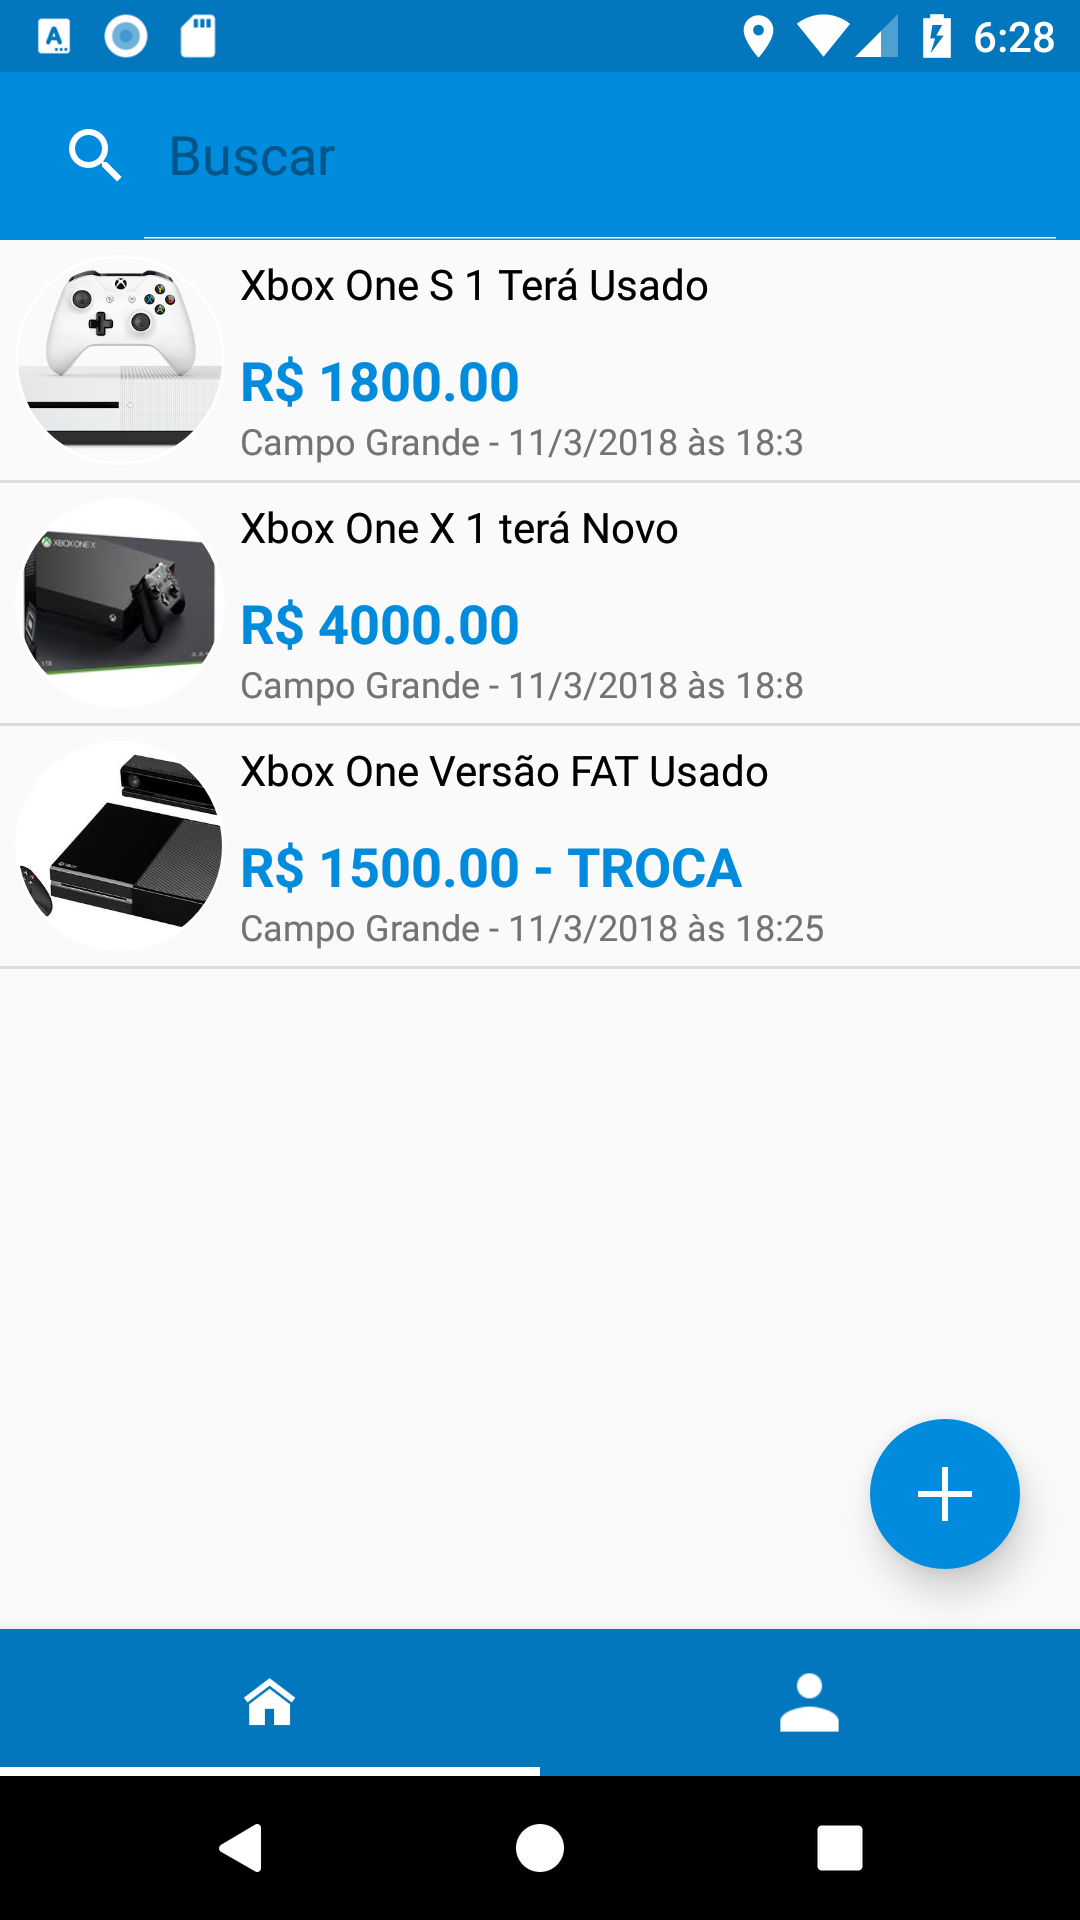 6:28
Buscar
Xbox One S 1 Terá Usado
R$ 1800.00
Campo Grande - 11/3/2018 às 18:3
XBOX ONE X
Xbox One X 1 terá Novo
R$ 4000.00
Campo Grande - 11/3/2018 às 18:8
Xbox One Versão FAT Usado
R$ 1500.00 - TROCA
Campo Grande - 11/3/2018 às 18:25